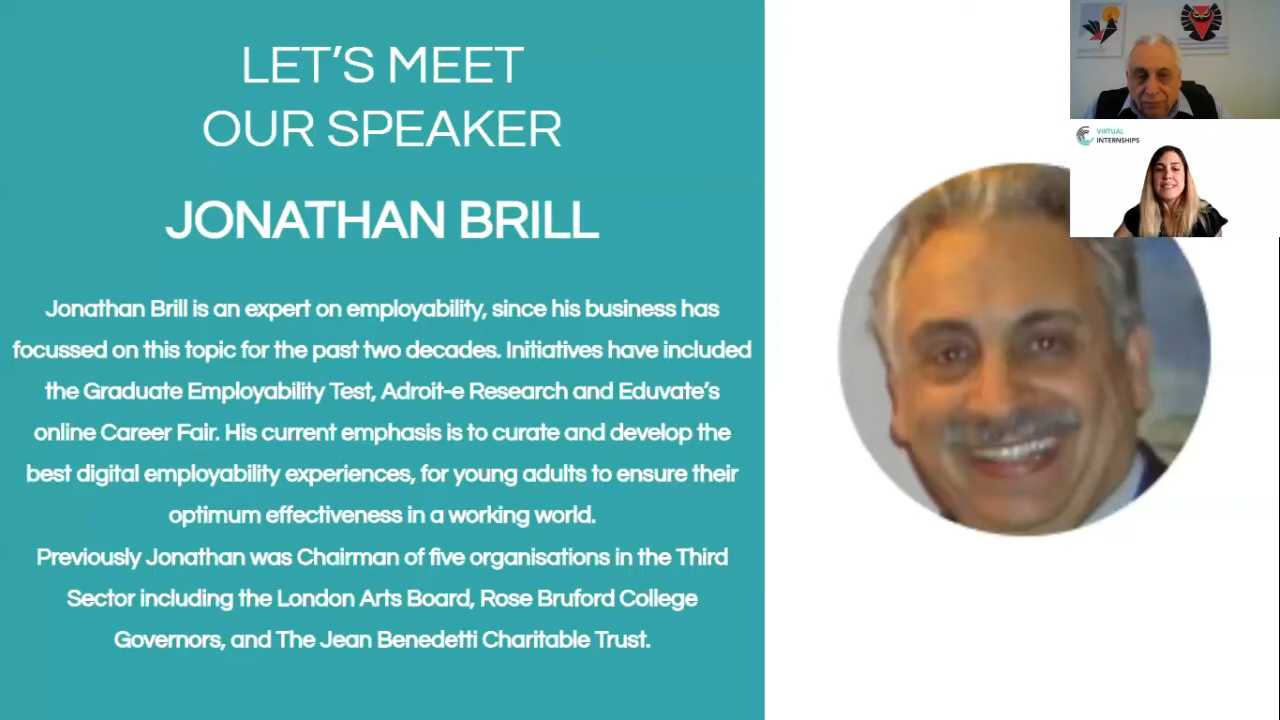 LET'S MEET
OUR SPEAKER
JONATHAN BRILL
Jonathan Brill is an expert on employability, since his business has
focussed on this topic for the past two decades. Initiatives have included
the Graduate Employability Test, Adroit-e Research and Eduvate's
online Career Fair. His current emphasis is to curate and develop the
best digital employability experiences, for young adults to ensure their
optimum effectiveness in a working world.
Previously Jonathan was Chairman of five organisations in the Third
Sector including the London Arts Board, Rose Bruford College
Governors, and The Jean Benedetti Charitable Trust.
VIRTUAL
INTERNSHIPS